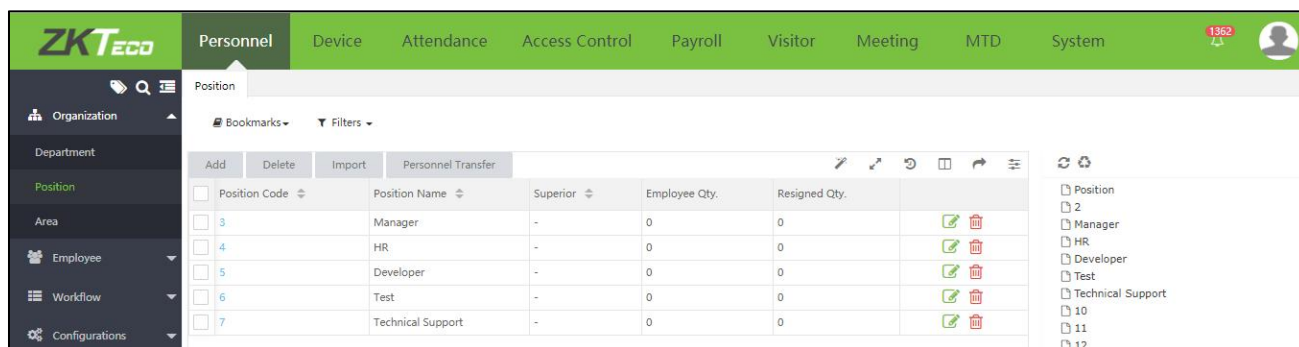 ZKTECO Personnel Device Attendance Access Control Payroll Visitor Meeting MTD System 1362
Position
Organization
Bookmarks Filters
Department
Add Delete Import Personnel Transfer
Position
Position Code Position Name Superior Employee Qty. Resigned Qty.
Area
3 Manager - 0 0
4 HR - 0 0
Employee
5 Developer - 0 0
Workflow
6 Test - 0 0
7 Technical Support - 0 0
Configurations
Position
2
Manager
HR
Developer
Test
Technical Support
10
11
12